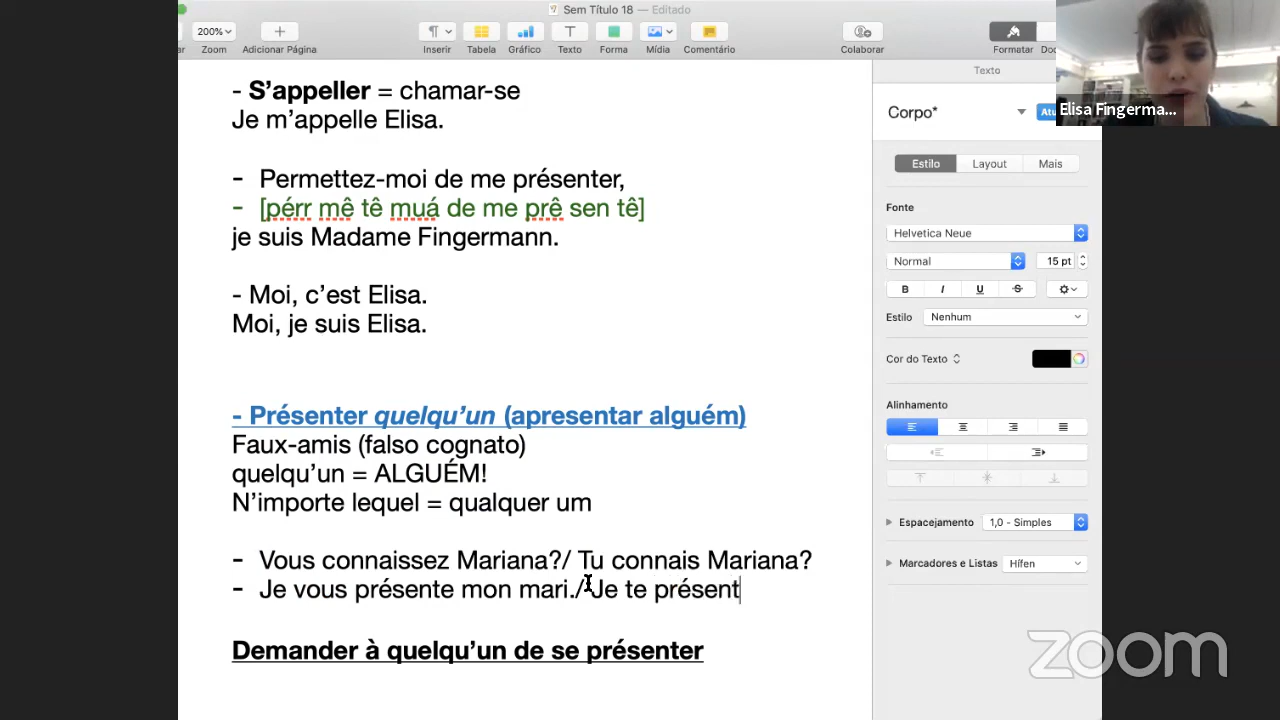 Sem Título 18 — Editado
200%
Zoom
Adicionar Página
Inserir
Tabela
Gráfico
Texto
Forma
Mídia
Comentário
Colaborar
Formatar
Texto
Elisa Fingerma...
Corpo*
Estilo
Layout
Mais
Fonte
Helvetica Neue
Normal
15 pt
B I U S
Estilo
Nenhum
Cor do Texto
Alinhamento
Espacejamento
1,0 - Simples
Marcadores e Listas
Hífen
- S’appeller = chamar-se
Je m’appelle Elisa.
- Permettez-moi de me présenter,
- [pérr mê tê muá de me prê sen tê]
je suis Madame Fingermann.
- Moi, c’est Elisa.
Moi, je suis Elisa.
- Présenter quelqu’un (apresentar alguém)
Faux-amis (falso cognato)
quelqu’un = ALGUÉM!
N’importe lequel = qualquer um
- Vous connaissez Mariana?/ Tu connais Mariana?
- Je vous présente mon mari./ Je te présent
Demander à quelqu’un de se présenter
zoom